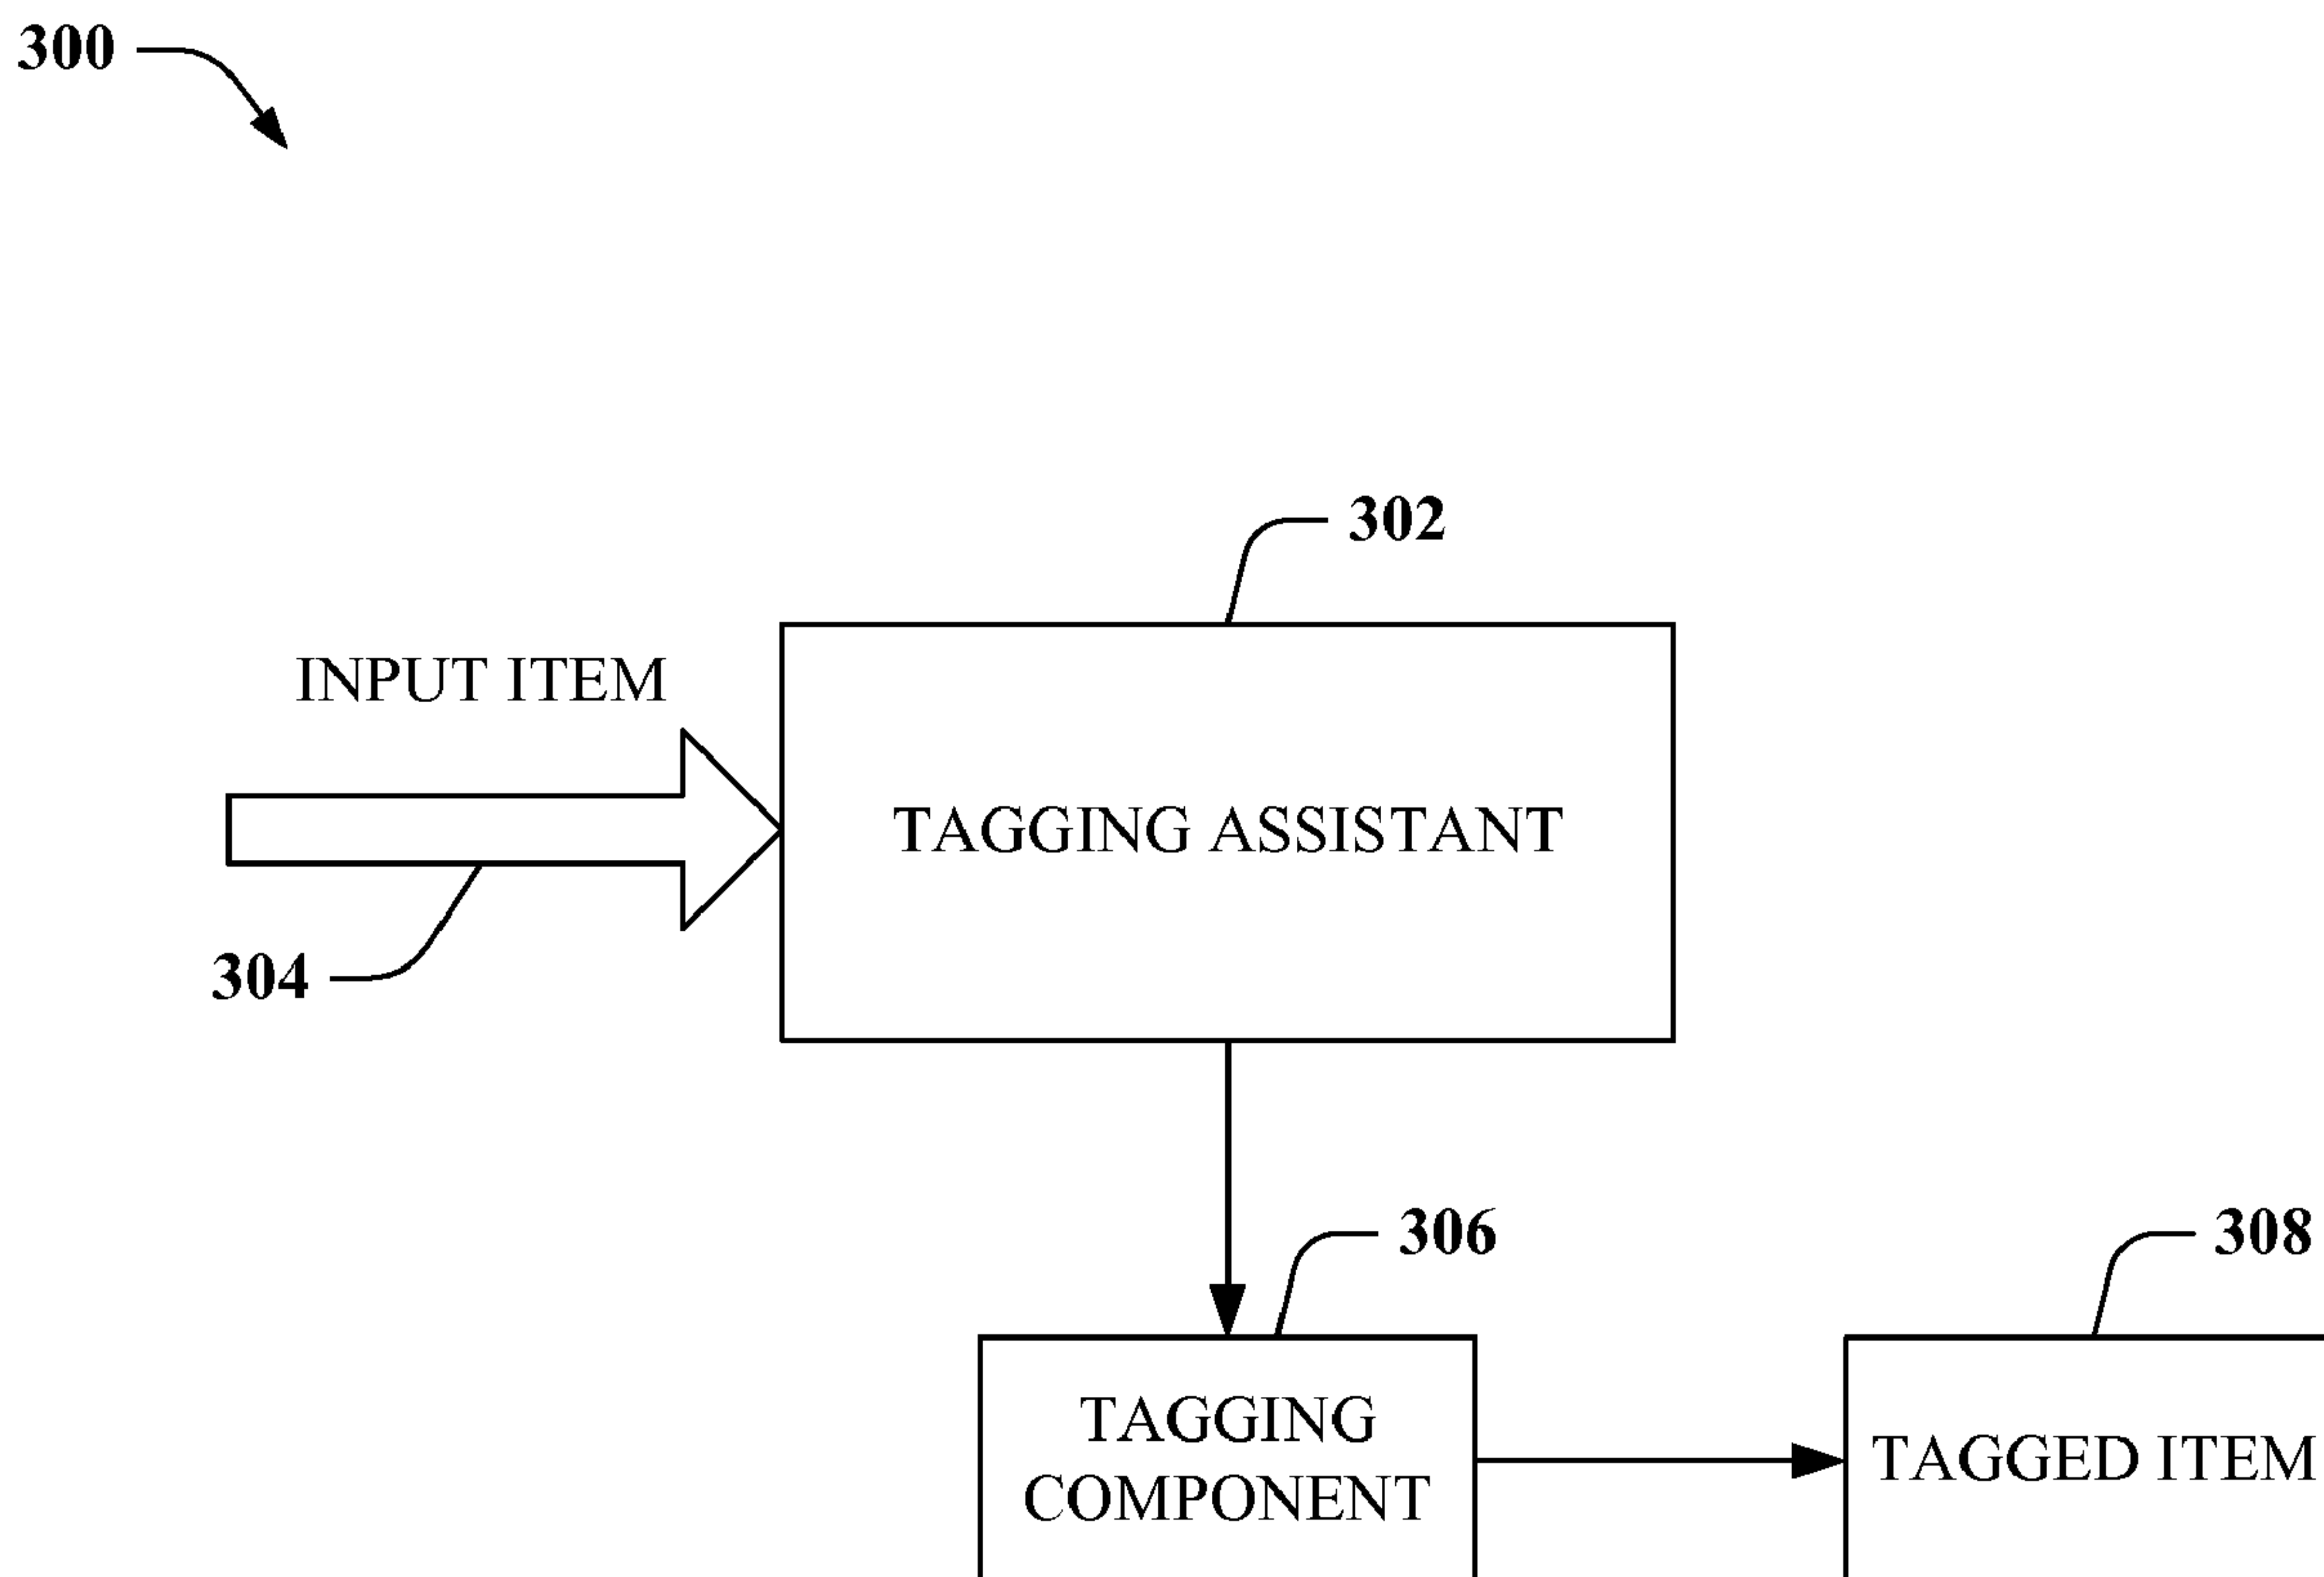 300
302
INPUT ITEM
TAGGING ASSISTANT
304
306
308
TAGGING
COMPONENT
TAGGED ITEM